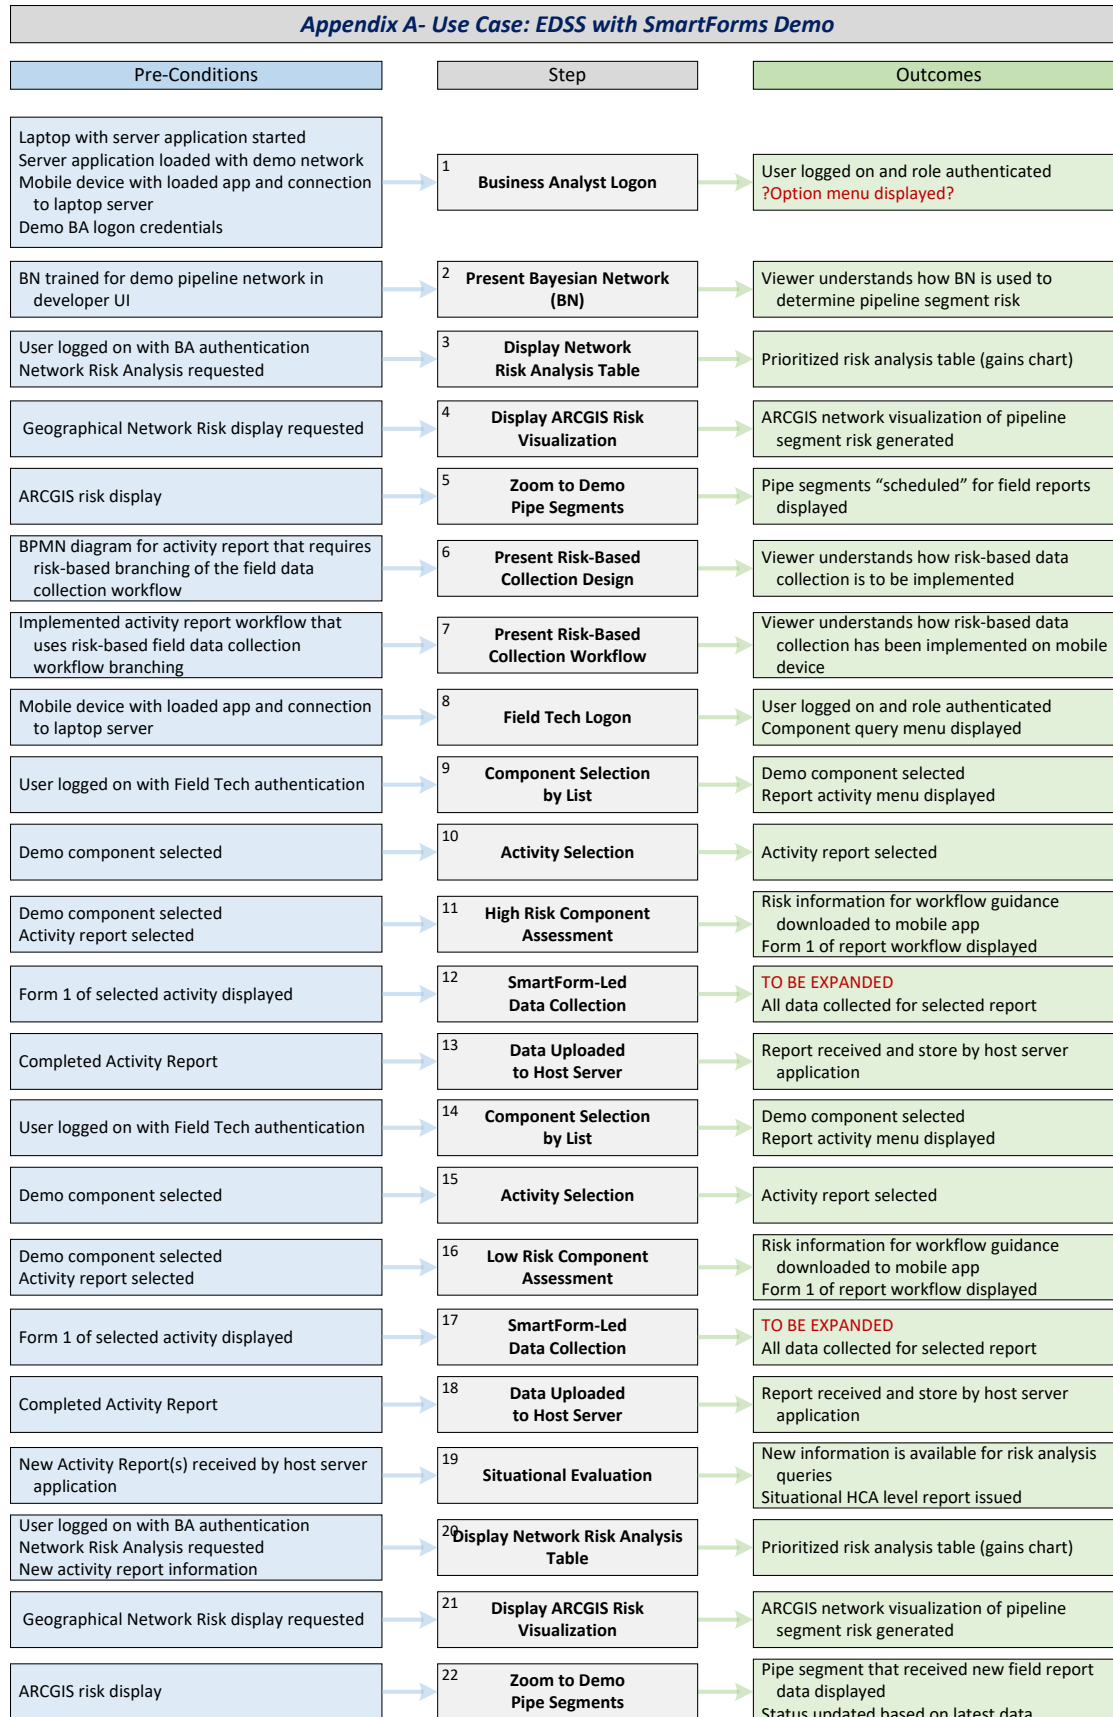 Appendix A- Use Case: EDSS with SmartForms Demo
Pre-Conditions
Step
Outcomes
Laptop with server application started
Server application loaded with demo network
Mobile device with loaded app and connection
to laptop server
Demo BA logon credentials
1
Business Analyst Logon
User logged on and role authenticated
?Option menu displayed?
BN trained for demo pipeline network in
developer UI
2
Present Bayesian Network
(BN)
Viewer understands how BN is used to
determine pipeline segment risk
User logged on with BA authentication
Network Risk Analysis requested
3
Display Network
Risk Analysis Table
Prioritized risk analysis table (gains chart)
Geographical Network Risk display requested
4
Display ARCGIS Risk
Visualization
ARCGIS network visualization of pipeline
segment risk generated
ARCGIS risk display
5
Zoom to Demo
Pipe Segments
Pipe segments “scheduled” for field reports
displayed
BPMN diagram for activity report that requires
risk-based branching of the field data
collection workflow
6
Present Risk-Based
Collection Design
Viewer understands how risk-based data
collection is to be implemented
Implemented activity report workflow that
uses risk-based field data collection
workflow branching
7
Present Risk-Based
Collection Workflow
Viewer understands how risk-based data
collection has been implemented on mobile
device
Mobile device with loaded app and connection
to laptop server
8
Field Tech Logon
User logged on and role authenticated
Component query menu displayed
User logged on with Field Tech authentication
9
Component Selection
by List
Demo component selected
Report activity menu displayed
Demo component selected
10
Activity Selection
Activity report selected
Demo component selected
Activity report selected
11
High Risk Component
Assessment
Risk information for workflow guidance
downloaded to mobile app
Form 1 of report workflow displayed
Form 1 of selected activity displayed
12
SmartForm-Led
Data Collection
TO BE EXPANDED
All data collected for selected report
Completed Activity Report
13
Data Uploaded
to Host Server
Report received and store by host server
application
User logged on with Field Tech authentication
14
Component Selection
by List
Demo component selected
Report activity menu displayed
Demo component selected
15
Activity Selection
Activity report selected
Demo component selected
Activity report selected
16
Low Risk Component
Assessment
Risk information for workflow guidance
downloaded to mobile app
Form 1 of report workflow displayed
Form 1 of selected activity displayed
17
SmartForm-Led
Data Collection
TO BE EXPANDED
All data collected for selected report
Completed Activity Report
18
Data Uploaded
to Host Server
Report received and store by host server
application
New Activity Report(s) received by host server
application
19
Situational Evaluation
New information is available for risk analysis
queries
Situational HCA level report issued
User logged on with BA authentication
Network Risk Analysis requested
New activity report information
20
Display Network Risk Analysis
Table
Prioritized risk analysis table (gains chart)
Geographical Network Risk display requested
21
Display ARCGIS Risk
Visualization
ARCGIS network visualization of pipeline
segment risk generated
ARCGIS risk display
22
Zoom to Demo
Pipe Segments
Pipe segment that received new field report
data displayed
Status updated based on latest data